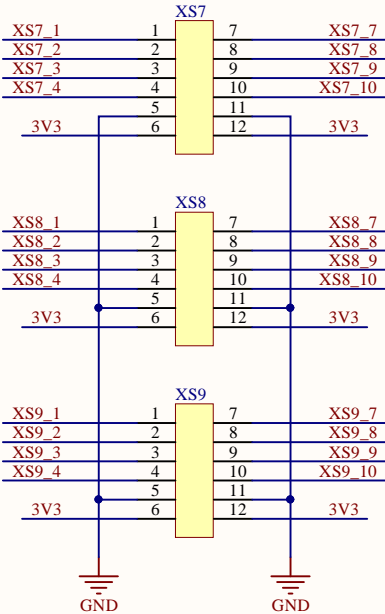 XS7
XS7_1 1 7 XS7_7
XS7_2 2 8 XS7_8
XS7_3 3 9 XS7_9
XS7_4 4 10 XS7_10
5 11
3V3 6 12 3V3
XS8
XS8_1 1 7 XS8_7
XS8_2 2 8 XS8_8
XS8_3 3 9 XS8_9
XS8_4 4 10 XS8_10
5 11
3V3 6 12 3V3
XS9
XS9_1 1 7 XS9_7
XS9_2 2 8 XS9_8
XS9_3 3 9 XS9_9
XS9_4 4 10 XS9_10
5 11
3V3 6 12 3V3
GND GND